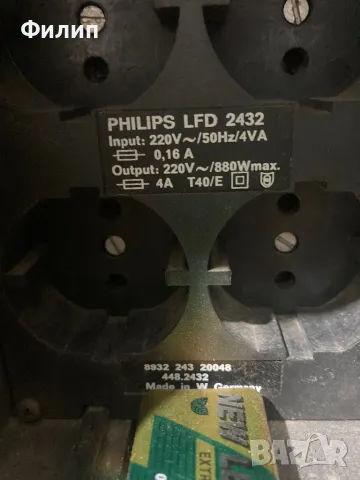 Филип
PHILIPS LFD 2432
Input: 220V~/50Hz/4VA
0,16 A
Output: 220V~/880Wmax.
4A T40/E
8932 243 20048
448.2432
Made in W. Germany
NEW
EXT
bazar